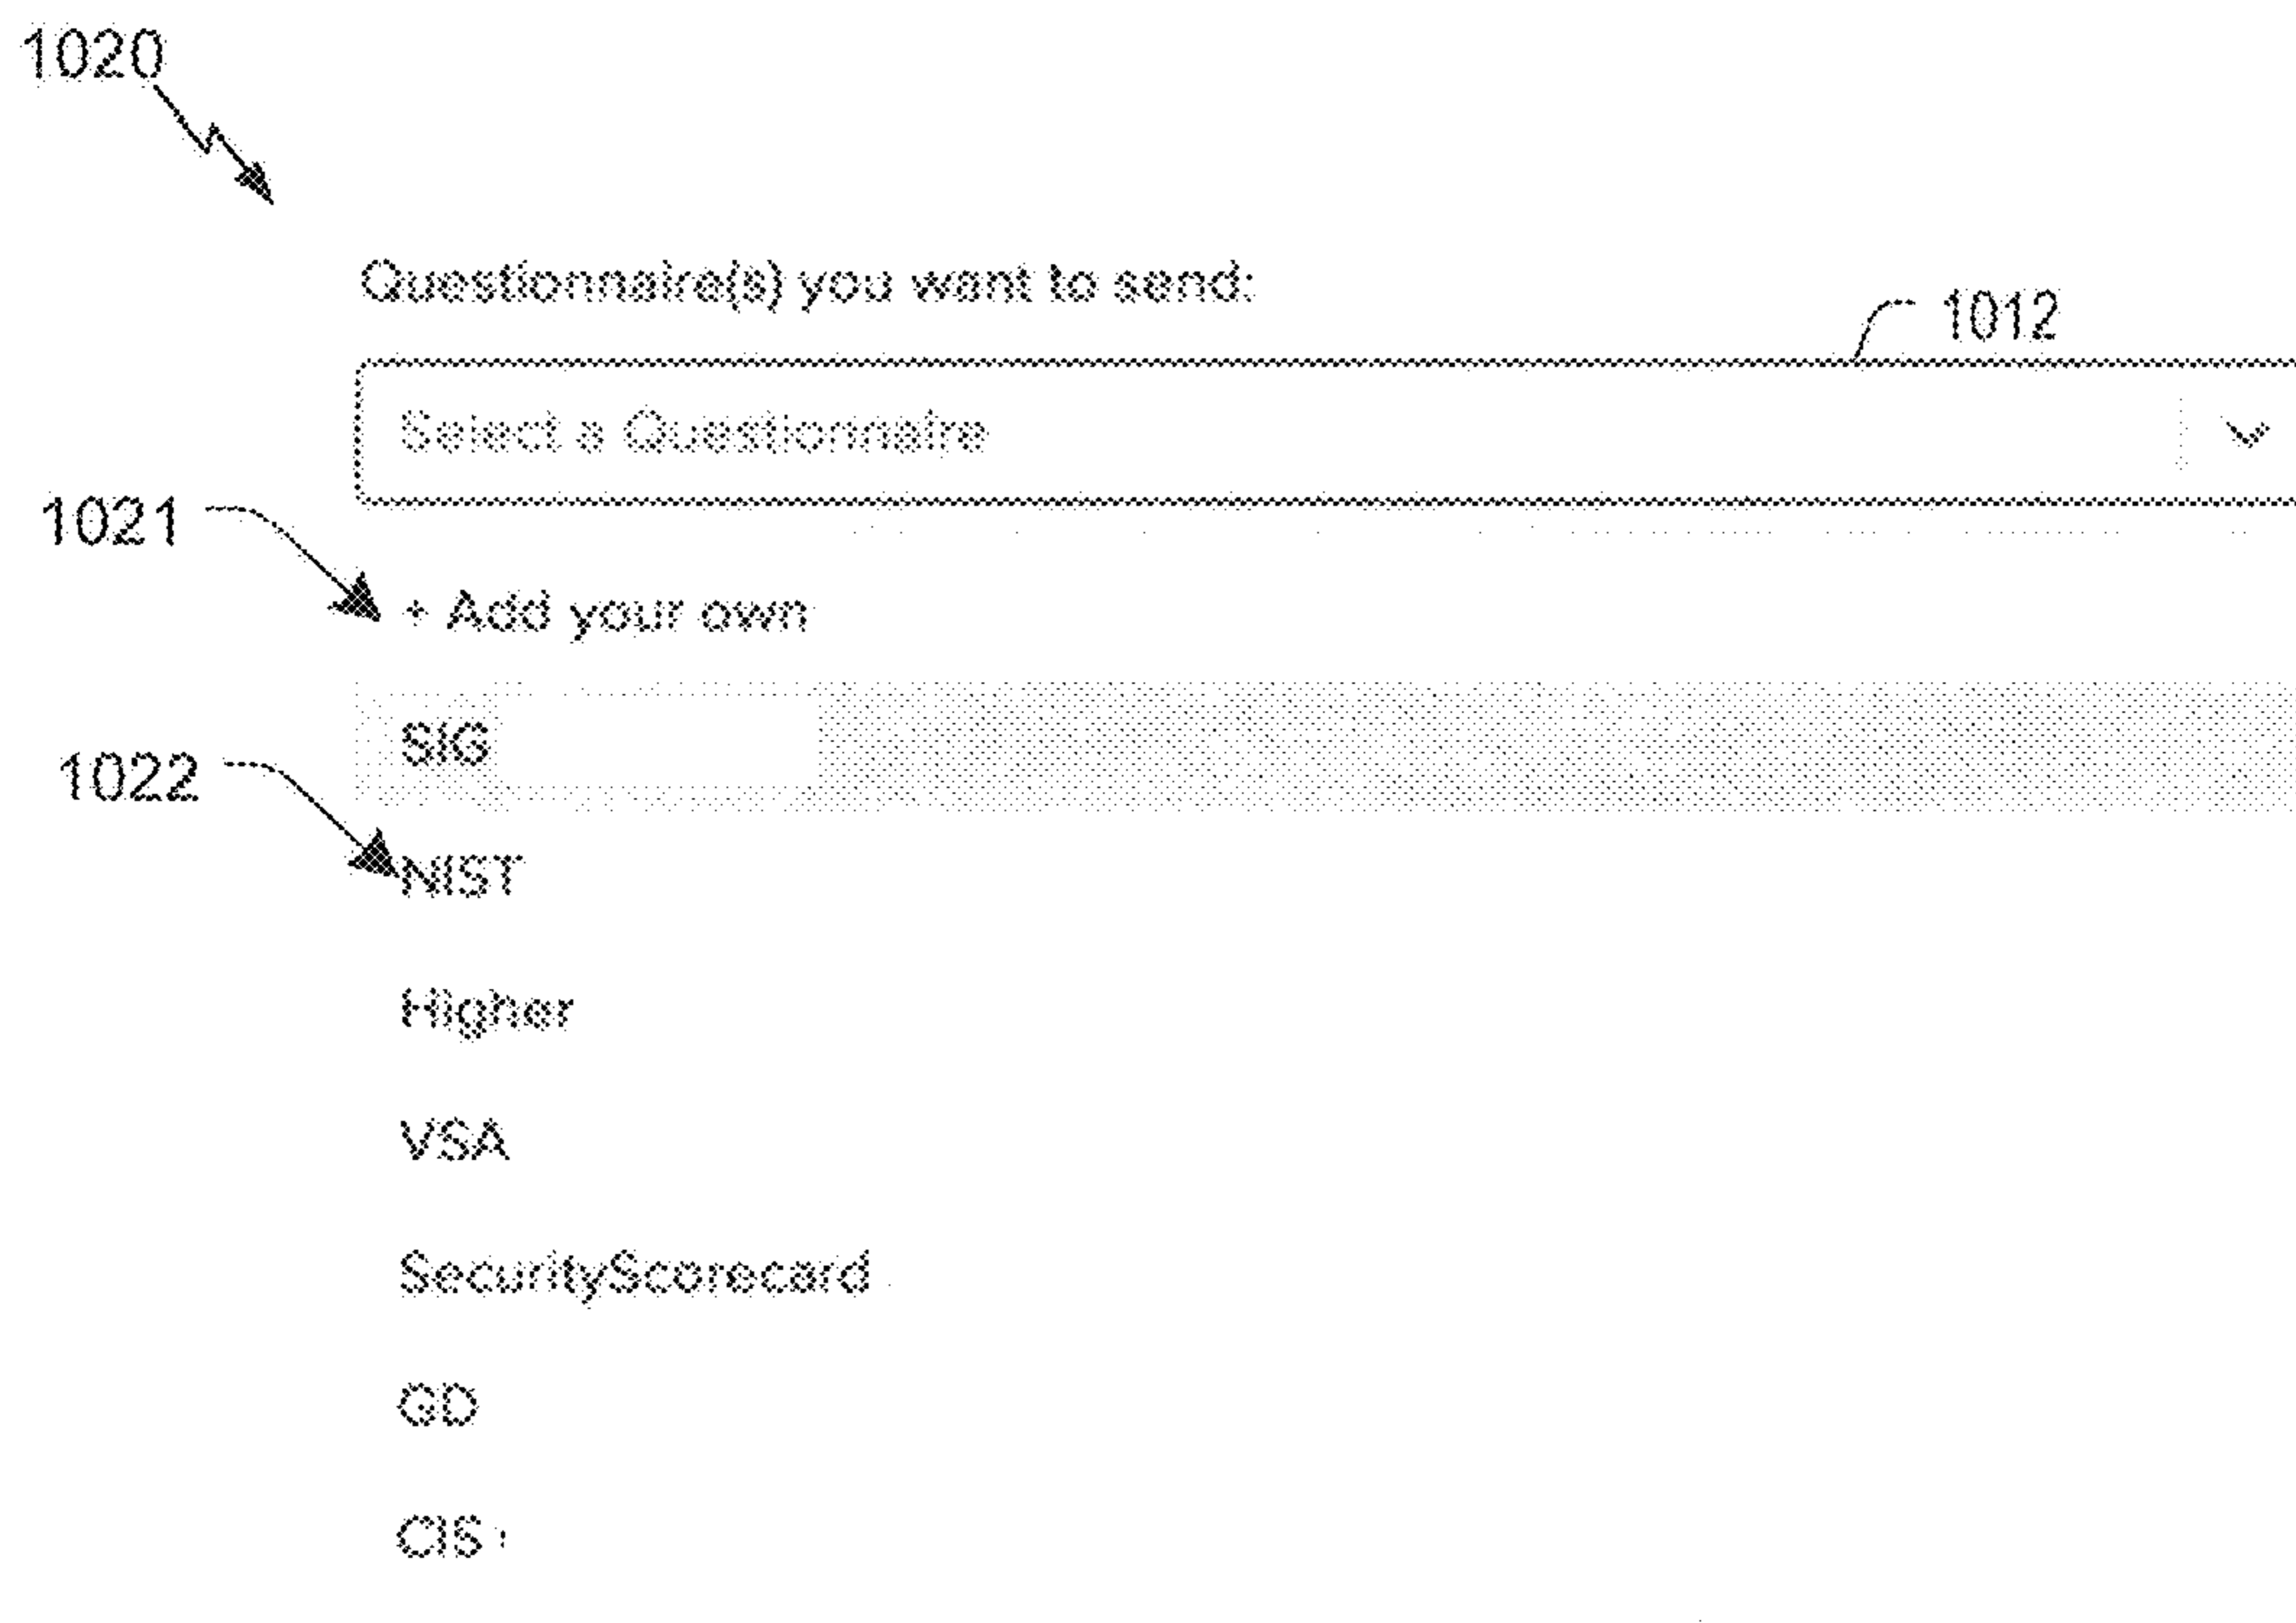 1020
Questionnaire(s) you want to send:
1012
Select a Questionnaire
1021
+ Add your own
SIG
1022
NIST
Higher
VSA
SecurityScorecard
GD
CIS